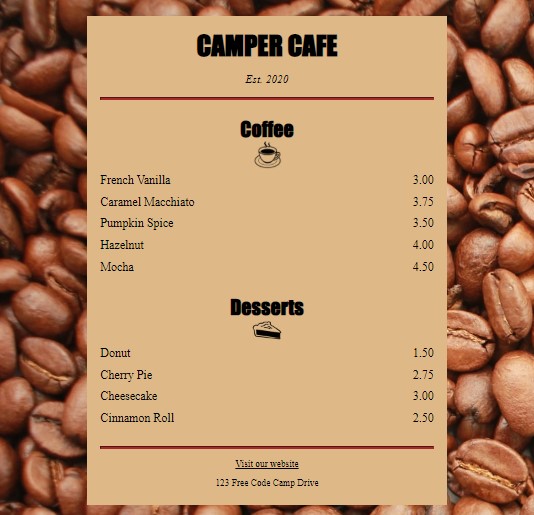 CAMPER CAFE
Est. 2020
Coffee
French Vanilla 3.00
Caramel Macchiato 3.75
Pumpkin Spice 3.50
Hazelnut 4.00
Mocha 4.50
Desserts
Donut 1.50
Cherry Pie 2.75
Cheesecake 3.00
Cinnamon Roll 2.50
Visit our website
123 Free Code Camp Drive